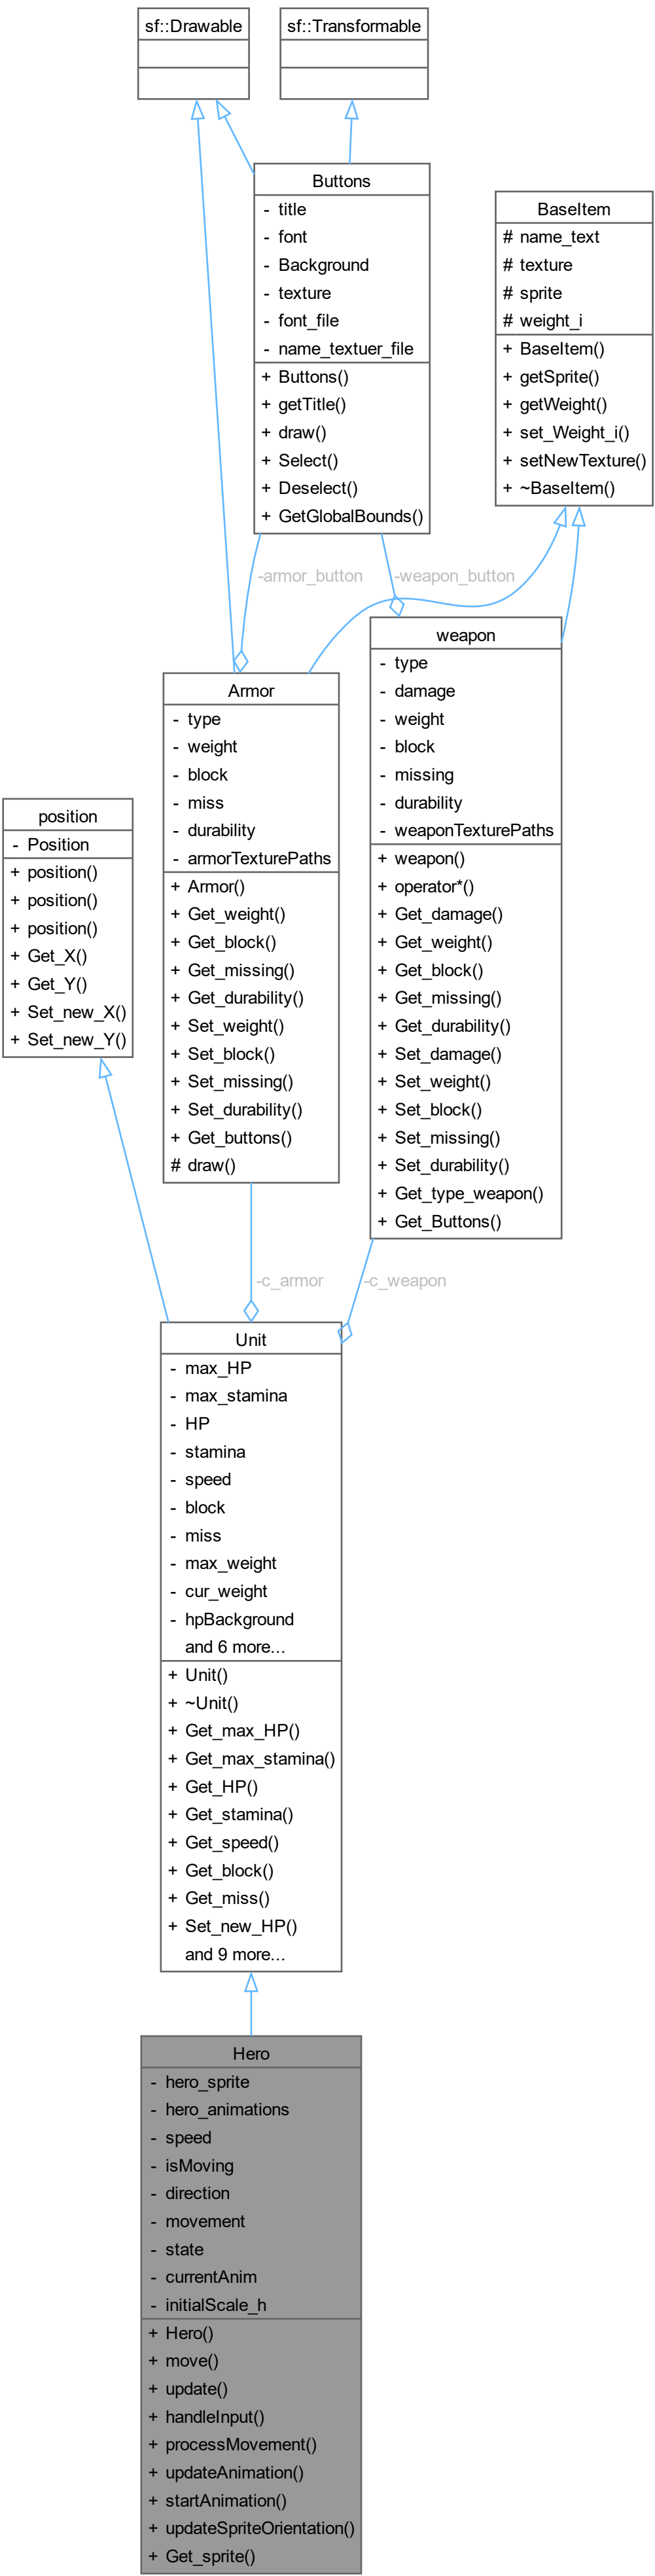 sf::Drawable
sf::Transformable
Buttons
- title
- font
- Background
- texture
- font_file
- name_textuer_file
+ Buttons()
+ getTitle()
+ draw()
+ Select()
+ Deselect()
+ GetGlobalBounds()
BaseItem
# name_text
# texture
# sprite
# weight_i
+ BaseItem()
+ getSprite()
+ getWeight()
+ set_Weight_i()
+ setNewTexture()
+ ~BaseItem()
-armor_button
-weapon_button
weapon
- type
- damage
- weight
- block
- missing
- durability
- weaponTexturePaths
+ weapon()
+ operator*()
+ Get_damage()
+ Get_weight()
+ Get_block()
+ Get_missing()
+ Get_durability()
+ Set_damage()
+ Set_weight()
+ Set_block()
+ Set_missing()
+ Set_durability()
+ Get_type_weapon()
+ Get_Buttons()
Armor
- type
- weight
- block
- miss
- durability
- armorTexturePaths
+ Armor()
+ Get_weight()
+ Get_block()
+ Get_missing()
+ Get_durability()
+ Set_weight()
+ Set_block()
+ Set_missing()
+ Set_durability()
+ Get_buttons()
# draw()
position
- Position
+ position()
+ position()
+ position()
+ Get_X()
+ Get_Y()
+ Set_new_X()
+ Set_new_Y()
-c_armor
-c_weapon
Unit
- max_HP
- max_stamina
- HP
- stamina
- speed
- block
- miss
- max_weight
- cur_weight
- hpBackground
and 6 more...
+ Unit()
+ ~Unit()
+ Get_max_HP()
+ Get_max_stamina()
+ Get_HP()
+ Get_stamina()
+ Get_speed()
+ Get_block()
+ Get_miss()
+ Set_new_HP()
and 9 more...
Hero
- hero_sprite
- hero_animations
- speed
- isMoving
- direction
- movement
- state
- currentAnim
- initialScale_h
+ Hero()
+ move()
+ update()
+ handleInput()
+ processMovement()
+ updateAnimation()
+ startAnimation()
+ updateSpriteOrientation()
+ Get_sprite()